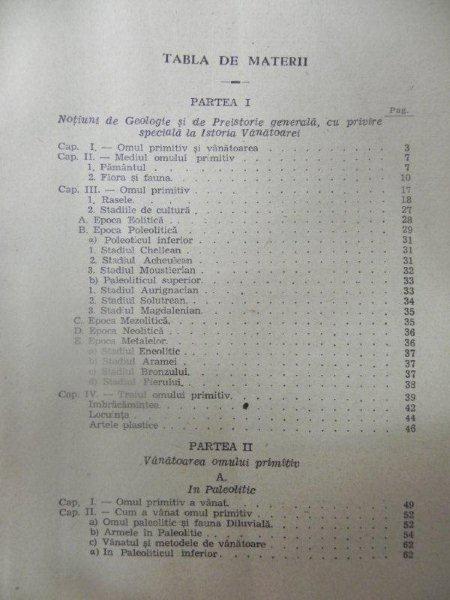 TABLA DE MATERII
PARTEA I
Pag.
Noțiuni de Geologie și de Preistorie generală, cu privire
specială la Istoria Vânătoarei
Cap. I. — Omul primitiv și vânătoarea 3
Cap. II. — Mediul omului primitiv 7
1. Pământul 7
2. Flora și fauna. 10
Cap. III. — Omul primitiv 17
1. Rasele. 18
2. Stadiile de cultură 27
A. Epoca Eolitică 28
B. Epoca Poleolitică 29
a) Poleoticul inferior 31
1. Stadiul Chellean 31
2. Stadiul Acheulean 31
3. Stadiul Moustierian 32
b) Paleoliticul superior. 33
1. Stadiul Aurignacian 33
2. Stadiul Solutrean. 34
3. Stadiul Magdalenian 35
C. Epoca Mezolitică. 35
D. Epoca Neolitică 36
E. Epoca Metalelor. 36
a) Stadiul Eneolitic 37
b) Stadiul Aramei 37
c) Stadiul Bronzului. 37
d) Stadiul Fierului. 38
Cap. IV. — Traiul omului primitiv. 39
Imbrăcămintea. 42
Locuința 44
Artele plastice 46
PARTEA II
Vânătoarea omului primitiv
A.
In Paleolitic
Cap. I. — Omul primitiv a vânat. 49
Cap. II. — Cum a vânat omul primitiv 52
a) Omul paleolitic și fauna Diluvială. 52
b) Armele în Paleolitic 54
c) Vânatul și metodele de vânătoare 62
a) In Paleoliticul inferior. 62